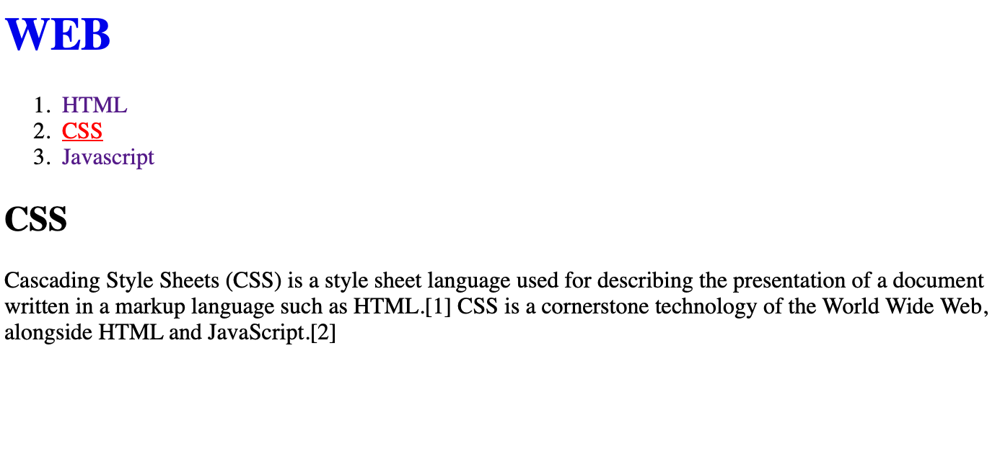 WEB
1. HTML
2. CSS
3. Javascript
CSS
Cascading Style Sheets (CSS) is a style sheet language used for describing the presentation of a document
written in a markup language such as HTML.[1] CSS is a cornerstone technology of the World Wide Web,
alongside HTML and JavaScript.[2]